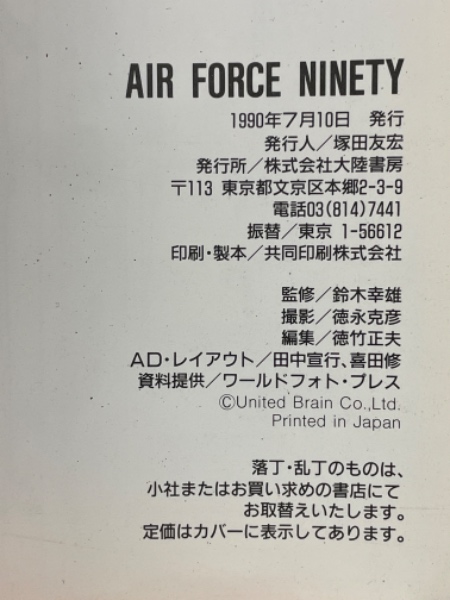 AIR FORCE NINETY
1990年7月10日 発行
発行人／塚田友宏
発行所／株式会社大陸書房
〒113 東京都文京区本郷2-3-9
電話03(814)7441
振替／東京 1-56612
印刷・製本／共同印刷株式会社
監修／鈴木幸雄
撮影／徳永克彦
編集／徳竹正夫
AD・レイアウト／田中宣行、喜田修
資料提供／ワールドフォト・プレス
©United Brain Co.,Ltd.
Printed in Japan
落丁・乱丁のものは、
小社またはお買い求めの書店にて
お取替えいたします。
定価はカバーに表示してあります。